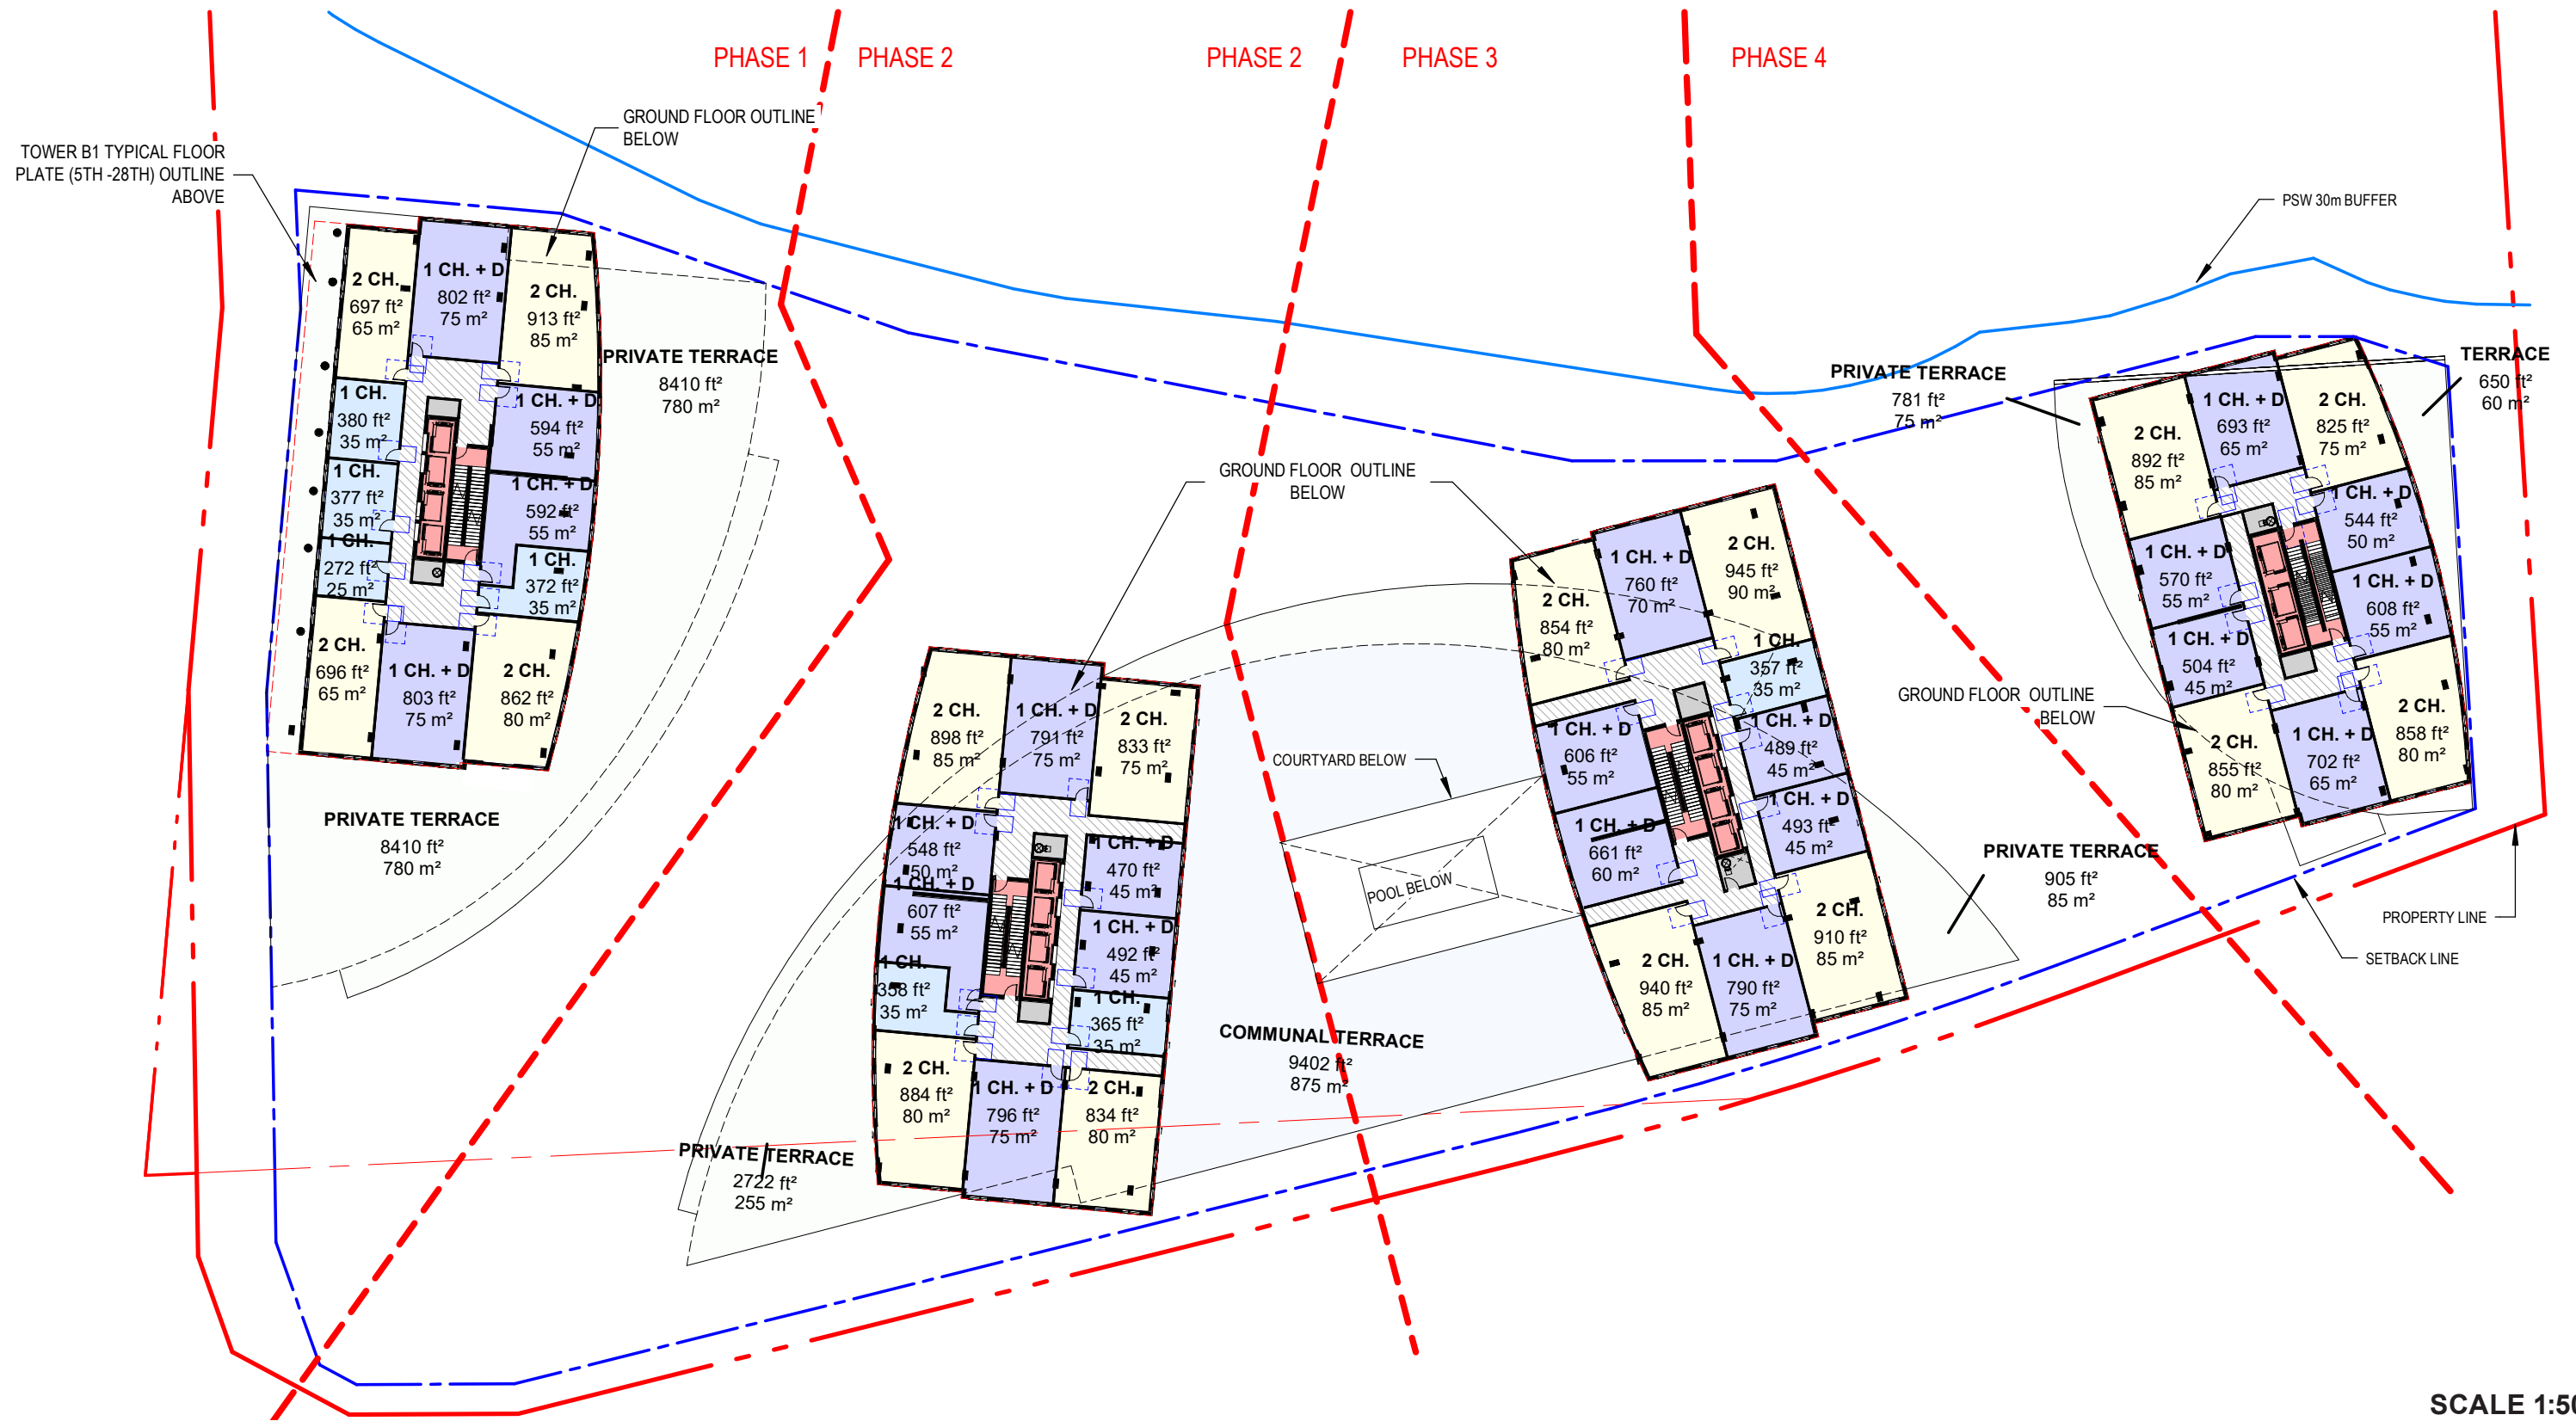 PHASE 1
PHASE 2
PHASE 2
PHASE 3
PHASE 4
GROUND FLOOR OUTLINE
BELOW
TOWER B1 TYPICAL FLOOR
PLATE (5TH -28TH) OUTLINE
ABOVE
PSW 30m BUFFER
2 CH.
697 ft²
65 m²
1 CH. + D
802 ft²
75 m²
2 CH.
913 ft²
85 m²
PRIVATE TERRACE
8410 ft²
780 m²
1 CH.
380 ft²
35 m²
1 CH. + D
594 ft²
55 m²
1 CH.
377 ft²
35 m²
1 CH. + D
592 ft²
55 m²
1 CH.
272 ft²
25 m²
1 CH.
372 ft²
35 m²
2 CH.
696 ft²
65 m²
1 CH. + D
803 ft²
75 m²
2 CH.
862 ft²
80 m²
PRIVATE TERRACE
8410 ft²
780 m²
GROUND FLOOR OUTLINE
BELOW
2 CH.
898 ft²
85 m²
1 CH. + D
791 ft²
75 m²
2 CH.
833 ft²
75 m²
1 CH. + D
548 ft²
50 m²
1 CH. + D
470 ft²
45 m²
1 CH. + D
607 ft²
55 m²
1 CH. + D
492 ft²
45 m²
1 CH.
358 ft²
35 m²
1 CH.
365 ft²
35 m²
2 CH.
884 ft²
80 m²
1 CH. + D
796 ft²
75 m²
2 CH.
834 ft²
80 m²
PRIVATE TERRACE
2722 ft²
255 m²
COURTYARD BELOW
POOL BELOW
COMMUNAL TERRACE
9402 ft²
875 m²
2 CH.
854 ft²
80 m²
1 CH. + D
760 ft²
70 m²
2 CH.
945 ft²
90 m²
1 CH.
357 ft²
35 m²
1 CH. + D
606 ft²
55 m²
1 CH. + D
489 ft²
45 m²
1 CH. + D
661 ft²
60 m²
1 CH. + D
493 ft²
45 m²
2 CH.
940 ft²
85 m²
1 CH. + D
790 ft²
75 m²
2 CH.
910 ft²
85 m²
PRIVATE TERRACE
905 ft²
85 m²
PRIVATE TERRACE
781 ft²
75 m²
TERRACE
650 ft²
60 m²
2 CH.
892 ft²
85 m²
1 CH. + D
693 ft²
65 m²
2 CH.
825 ft²
75 m²
1 CH. + D
544 ft²
50 m²
1 CH. + D
570 ft²
55 m²
1 CH. + D
608 ft²
55 m²
1 CH. + D
504 ft²
45 m²
GROUND FLOOR OUTLINE
BELOW
2 CH.
855 ft²
80 m²
1 CH. + D
702 ft²
65 m²
2 CH.
858 ft²
80 m²
PROPERTY LINE
SETBACK LINE
SCALE 1:50